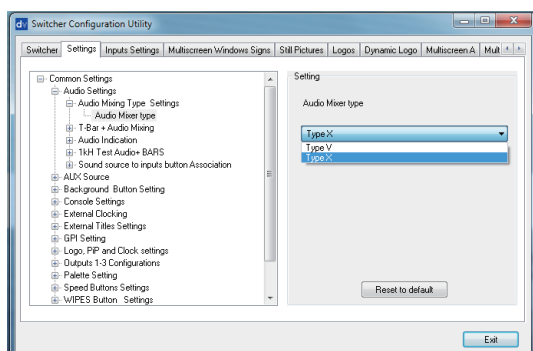 dv Switcher Configuration Utility
Switcher Settings Inputs Settings Multiscrreen Windows Signs Still Pictures Logos Dynamic Logo Multiscreen A Mult
Common Settings
Audio Settings
Audio Mixing Type Settings
Audio Mixer type
T-Bar + Audio Mixing
Audio Indication
1kH Test Audio+ BARS
Sound source to inputs button Association
AUX Source
Background Button Setting
Console Settings
External Clocking
External Titles Settings
GPI Setting
Logo, PiP and Clock settings
Outputs 1-3 Configurations
Palette Setting
Speed Buttons Settings
WIPES Button Settings
Setting
Audio Mixer type
Type X
Type V
Type X
Reset to default
Exit